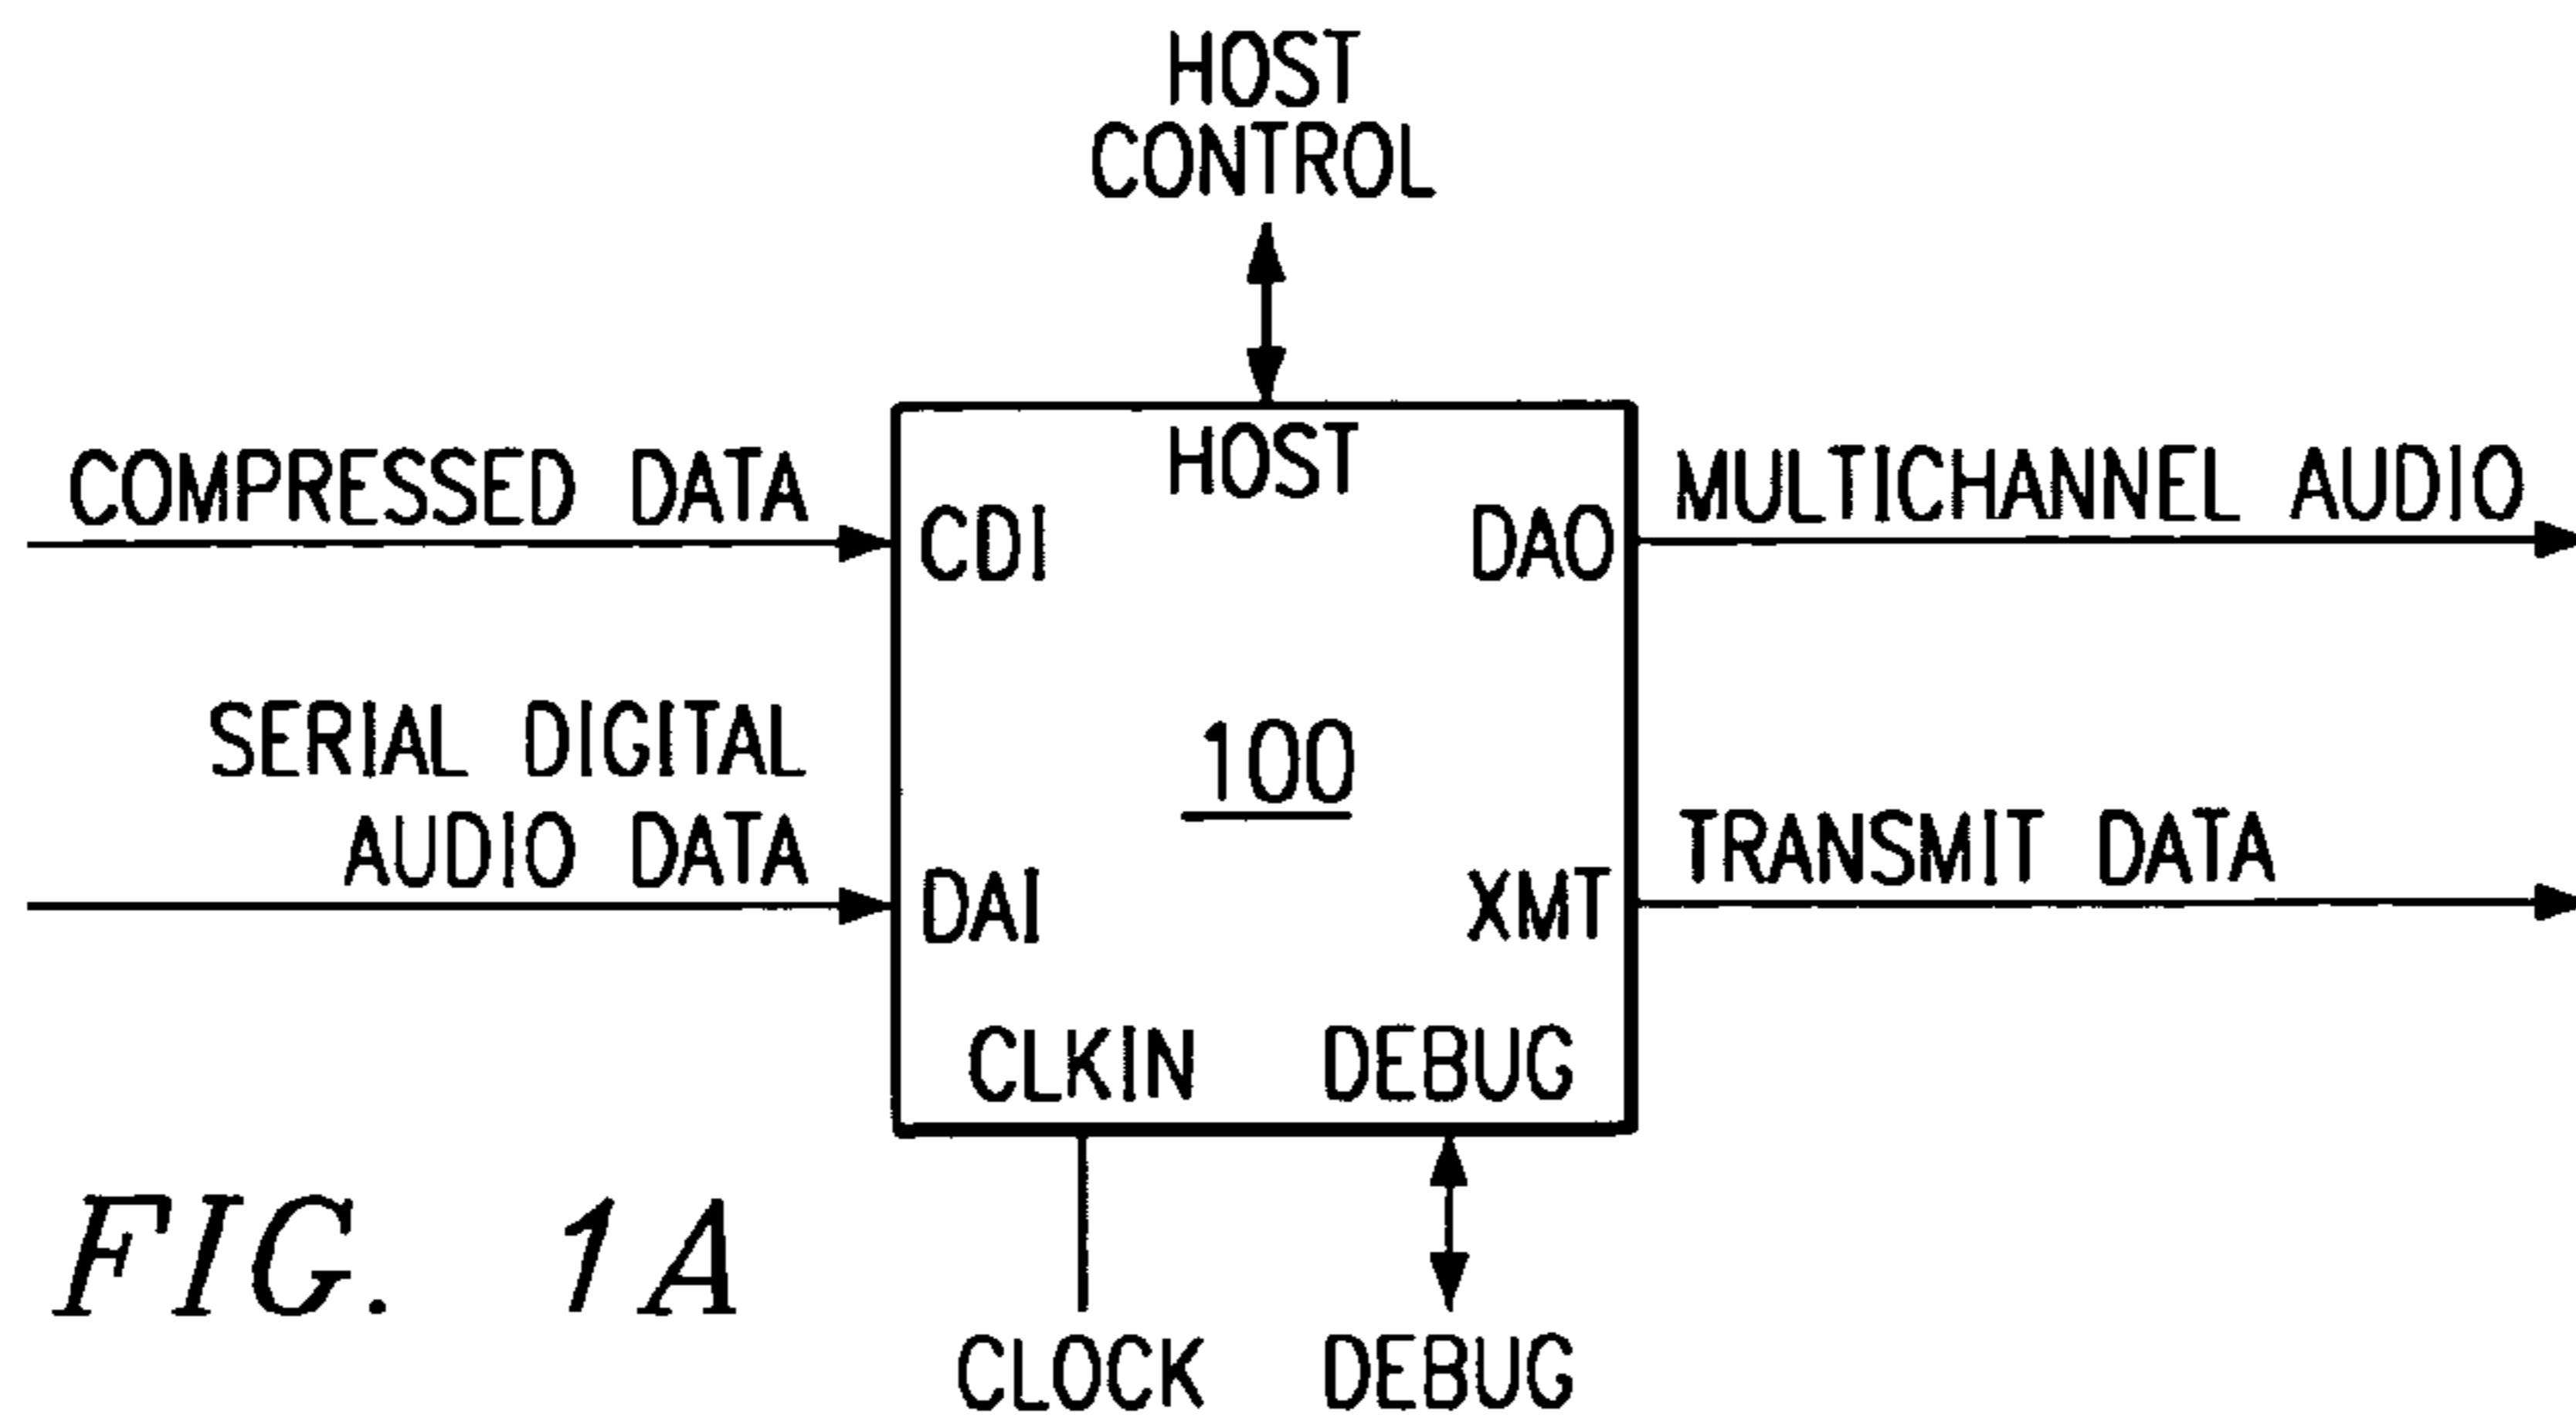 HOST
CONTROL
COMPRESSED DATA
HOST
MULTICHANNEL AUDIO
CDI
DAO
SERIAL DIGITAL
AUDIO DATA
100
TRANSMIT DATA
DAI
XMT
CLKIN
DEBUG
FIG. 1A
CLOCK
DEBUG